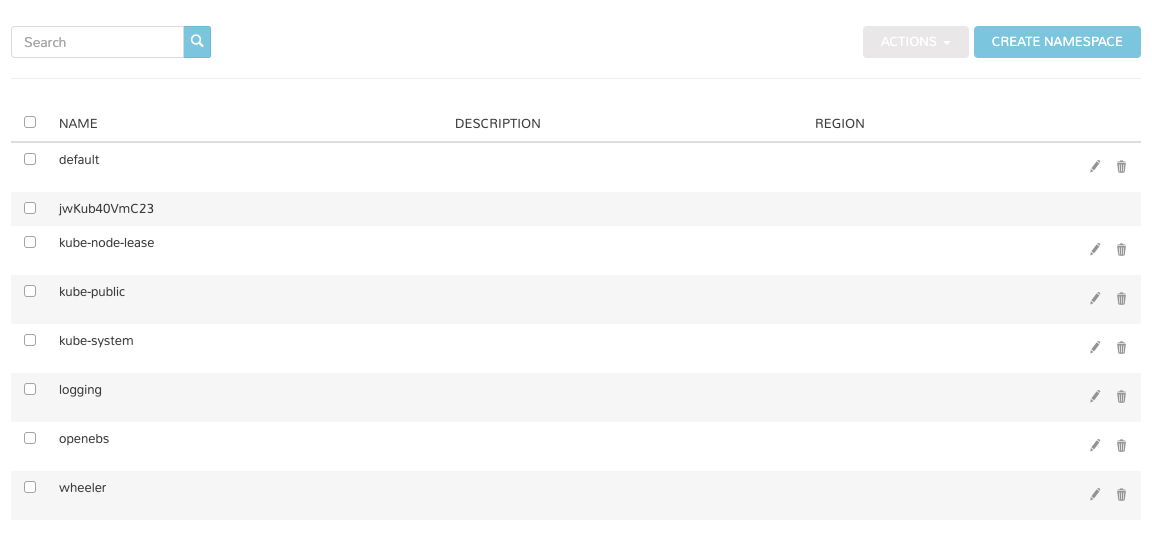 Search
ACTIONS
CREATE NAMESPACE
NAME DESCRIPTION REGION
default
jwKub40VmC23
kube-node-lease
kube-public
kube-system
logging
openebs
wheeler